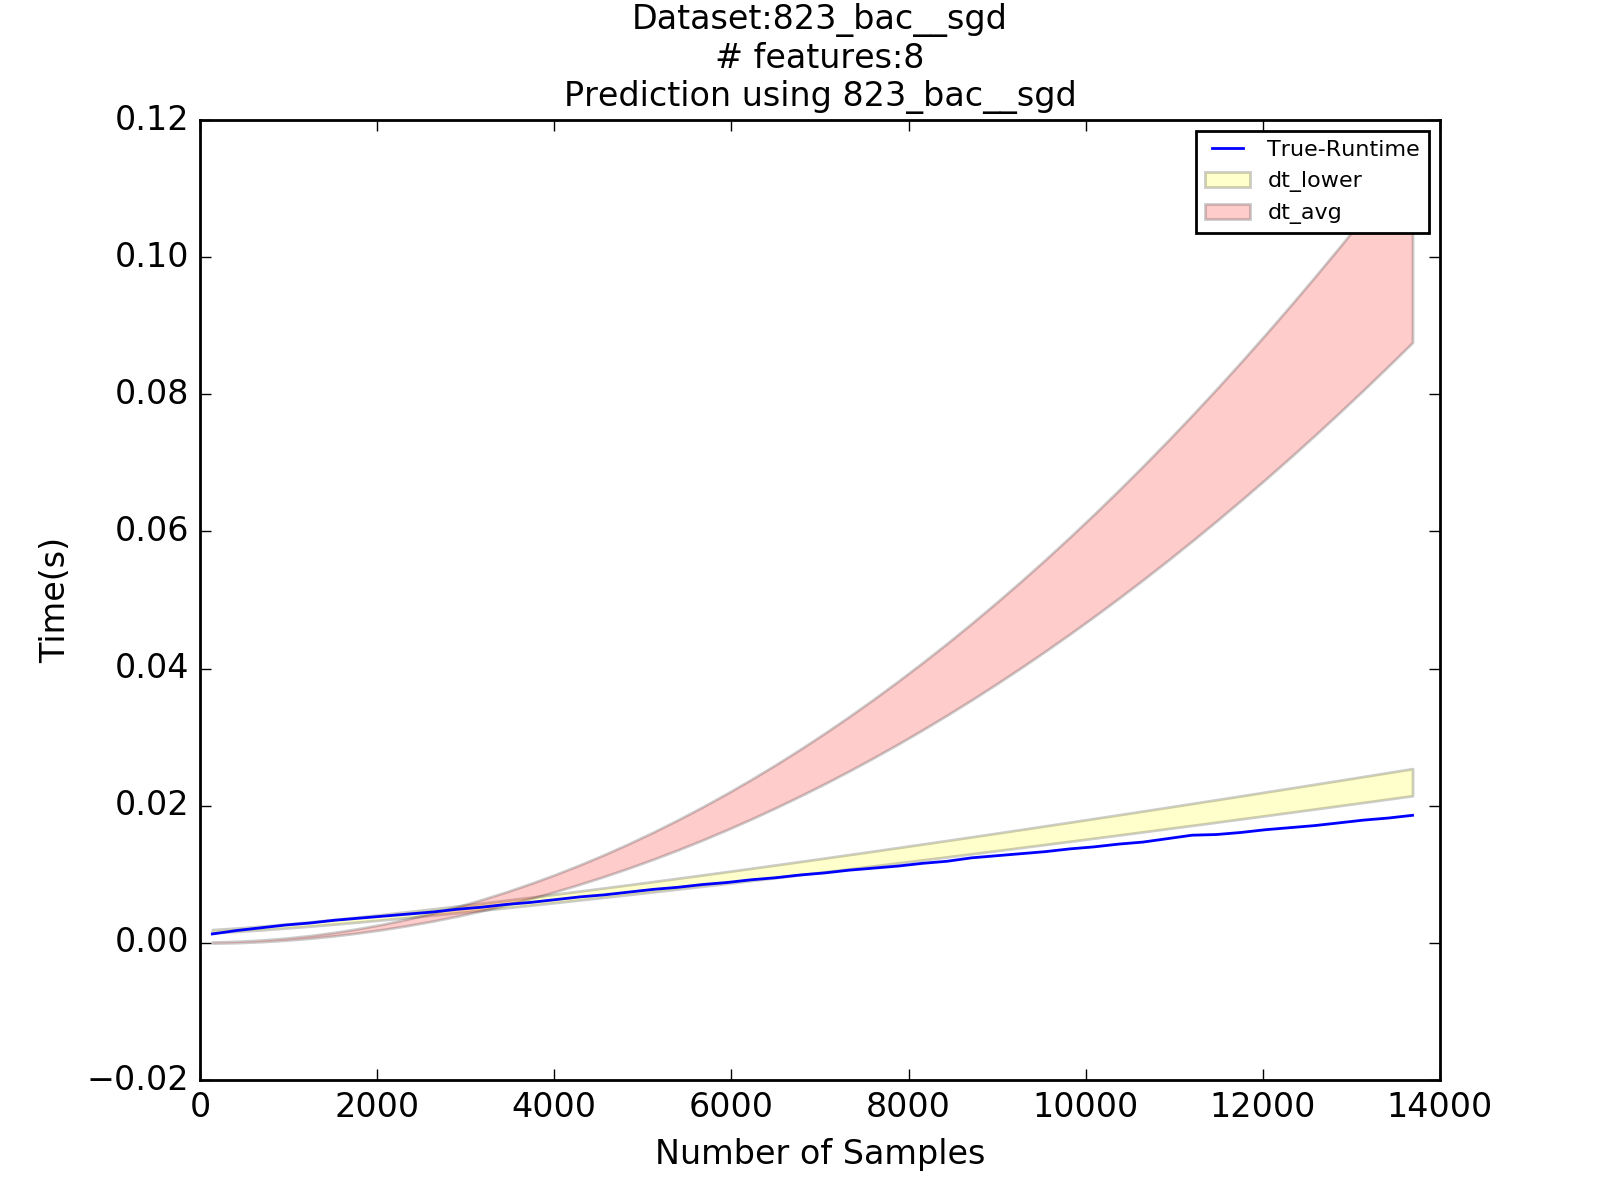 Dataset:823_bac__sgd
# features:8
Prediction using 823_bac__sgd
0.12
0.10
0.08
0.06
0.04
0.02
0.00
−0.02
Time(s)
True-Runtime
dt_lower
dt_avg
0 2000 4000 6000 8000 10000 12000 14000
Number of Samples